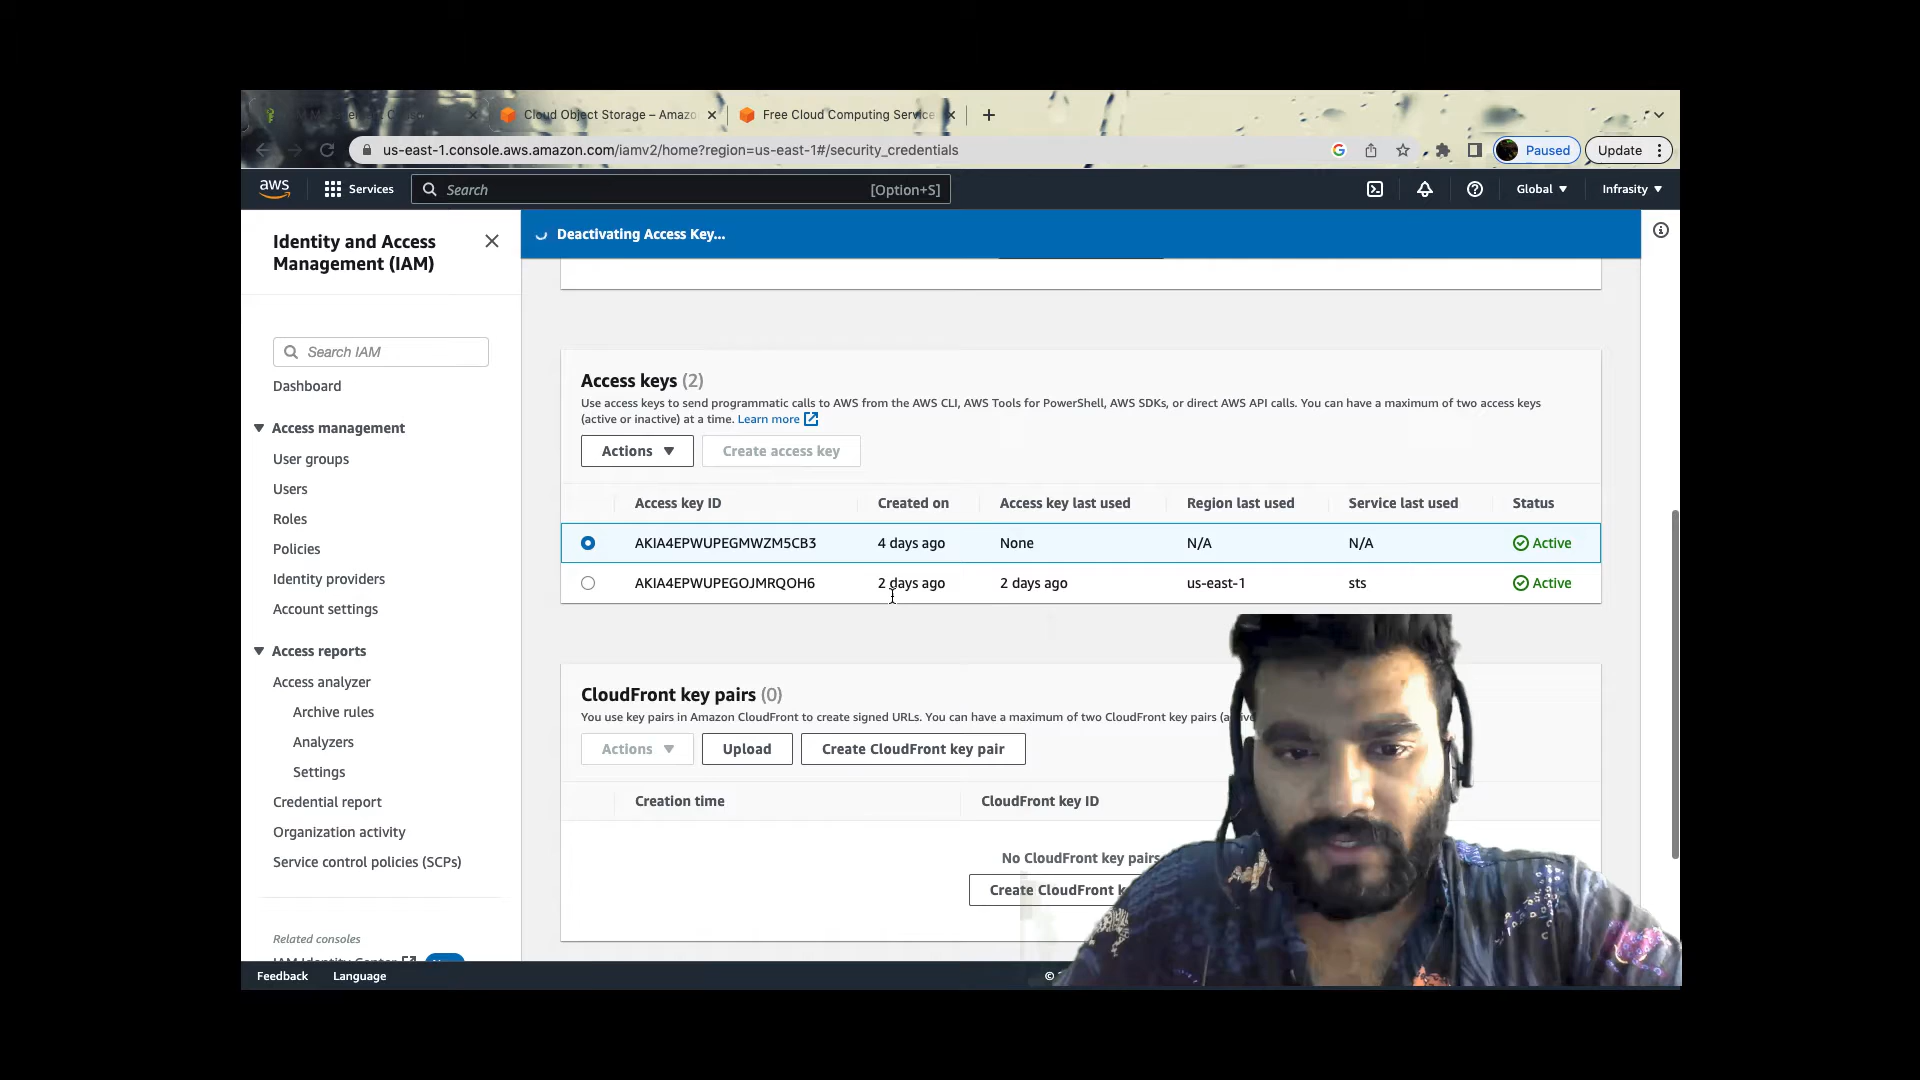 Cloud Object Storage – Amazo
Free Cloud Computing Service
us-east-1.console.aws.amazon.com/iamv2/home?region=us-east-1#/security_credentials
Paused
Update
aws
Services
Search
[Option+S]
Global
Infrasity
Identity and Access
Management (IAM)
Search IAM
Dashboard
Access management
User groups
Users
Roles
Policies
Identity providers
Account settings
Access reports
Access analyzer
Archive rules
Analyzers
Settings
Credential report
Organization activity
Service control policies (SCPs)
Related consoles
IAM Identity Center
Deactivating Access Key...
Access keys (2)
Use access keys to send programmatic calls to AWS from the AWS CLI, AWS Tools for PowerShell, AWS SDKs, or direct AWS API calls. You can have a maximum of two access keys
(active or inactive) at a time. Learn more
Actions
Create access key
Access key ID Created on Access key last used Region last used Service last used Status
AKIA4EPWUPEGMWZM5CB3 4 days ago None N/A N/A Active
AKIA4EPWUPEGOJMRQOH6 2 days ago 2 days ago us-east-1 sts Active
CloudFront key pairs (0)
You use key pairs in Amazon CloudFront to create signed URLs. You can have a maximum of two CloudFront key pairs
Actions
Upload
Create CloudFront key pair
Creation time CloudFront key ID
No CloudFront key pairs
Create CloudFront
Feedback
Language
©